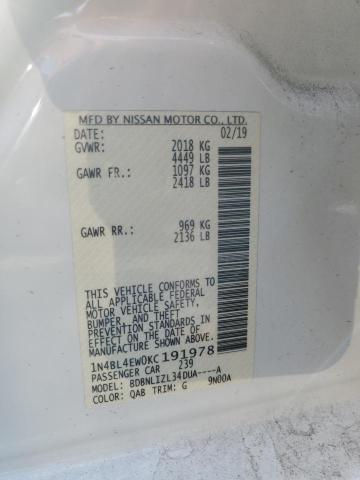 MFD BY NISSAN MOTOR CO., LTD.
DATE: 02/19
GVWR: 2018 KG
4449 LB
GAWR FR.: 1097 KG
2418 LB
GAWR RR.: 969 KG
2136 LB
THIS VEHICLE CONFORMS TO
ALL APPLICABLE FEDERAL
MOTOR VEHICLE SAFETY,
BUMPER, AND THEFT
PREVENTION STANDARDS IN
EFFECT ON THE DATE OF
MANUFACTURE SHOWN ABOVE.
1N4BL4EW0KC191978
PASSENGER CAR 239
MODEL: BDBNLIZL34DUA----A
COLOR: QAB TRIM: G 9N00A